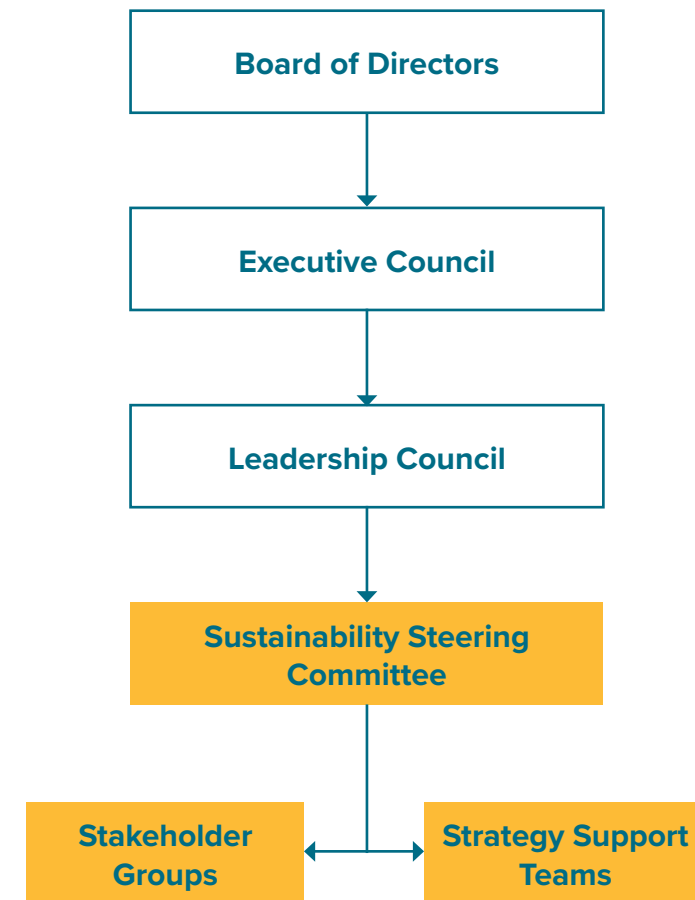 Board of Directors
Executive Council
Leadership Council
Sustainability Steering
Committee
Stakeholder
Groups
Strategy Support
Teams